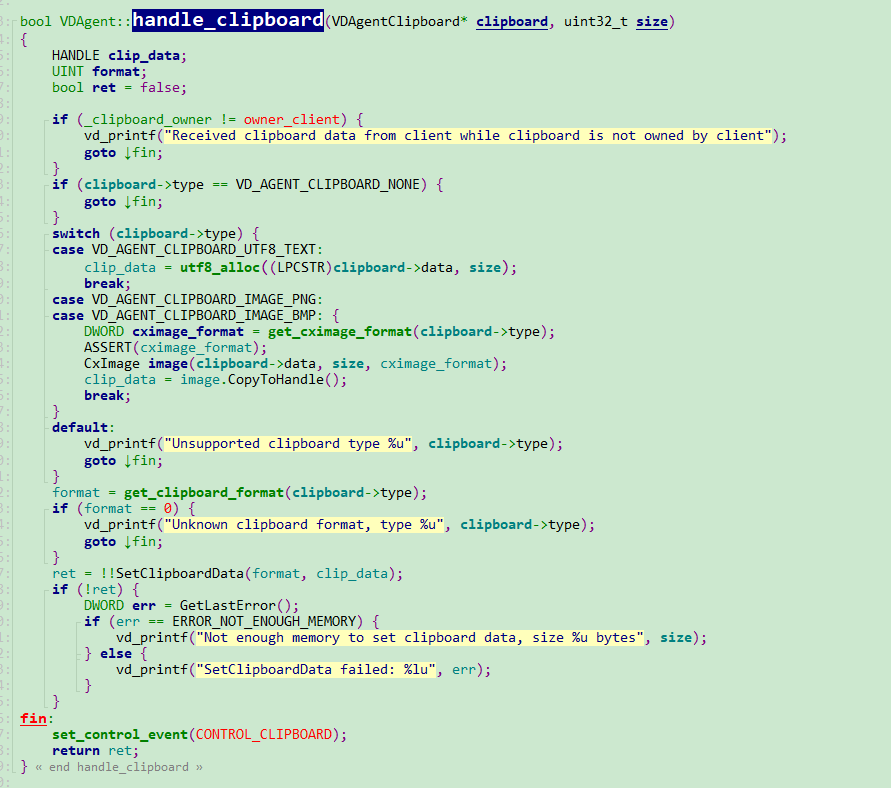 bool VDAgent::handle_clipboard(VDAgentClipboard* clipboard, uint32_t size)
{
    HANDLE clip_data;
    UINT format;
    bool ret = false;

    if (_clipboard_owner != owner_client) {
        vd_printf("Received clipboard data from client while clipboard is not owned by client");
        goto ↓fin;
    }
    if (clipboard->type == VD_AGENT_CLIPBOARD_NONE) {
        goto ↓fin;
    }
    switch (clipboard->type) {
    case VD_AGENT_CLIPBOARD_UTF8_TEXT:
        clip_data = utf8_alloc((LPCSTR)clipboard->data, size);
        break;
    case VD_AGENT_CLIPBOARD_IMAGE_PNG:
    case VD_AGENT_CLIPBOARD_IMAGE_BMP: {
        DWORD cximage_format = get_cximage_format(clipboard->type);
        ASSERT(cximage_format);
        CxImage image(clipboard->data, size, cximage_format);
        clip_data = image.CopyToHandle();
        break;
    }
    default:
        vd_printf("Unsupported clipboard type %u", clipboard->type);
        goto ↓fin;
    }
    format = get_clipboard_format(clipboard->type);
    if (format == 0) {
        vd_printf("Unknown clipboard format, type %u", clipboard->type);
        goto ↓fin;
    }
    ret = !!SetClipboardData(format, clip_data);
    if (!ret) {
        DWORD err = GetLastError();
        if (err == ERROR_NOT_ENOUGH_MEMORY) {
            vd_printf("Not enough memory to set clipboard data, size %u bytes", size);
        } else {
            vd_printf("SetClipboardData failed: %lu", err);
        }
    }
fin:
    set_control_event(CONTROL_CLIPBOARD);
    return ret;
} « end handle_clipboard »